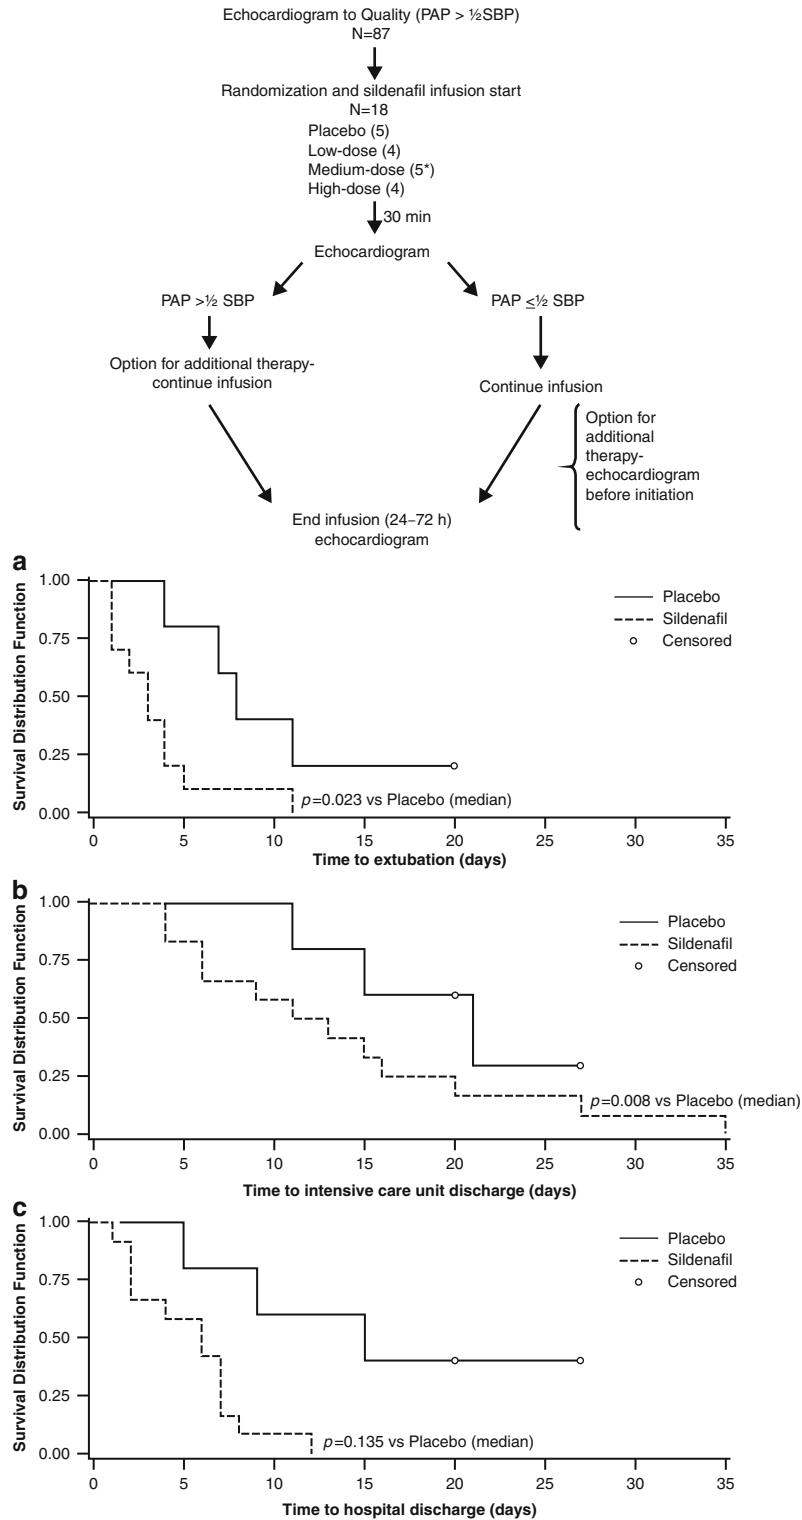 Echocardiogram to Quality (PAP > ½SBP)
N=87
Randomization and sildenafil infusion start
N=18
Placebo (5)
Low-dose (4)
Medium-dose (5*)
High-dose (4)
30 min
Echocardiogram
PAP >½ SBP
PAP ≤½ SBP
Option for additional therapy-
continue infusion
Continue infusion
Option for
additional
therapy-
echocardiogram
before initiation
End infusion (24–72 h)
echocardiogram
a
Survival Distribution Function
1.00
0.75
0.50
0.25
0.00
Placebo
Sildenafil
Censored
p=0.023 vs Placebo (median)
0 5 10 15 20 25 30 35
Time to extubation (days)
b
Survival Distribution Function
1.00
0.75
0.50
0.25
0.00
Placebo
Sildenafil
Censored
p=0.008 vs Placebo (median)
0 5 10 15 20 25 30 35
Time to intensive care unit discharge (days)
c
Survival Distribution Function
1.00
0.75
0.50
0.25
0.00
Placebo
Sildenafil
Censored
p=0.135 vs Placebo (median)
0 5 10 15 20 25 30 35
Time to hospital discharge (days)